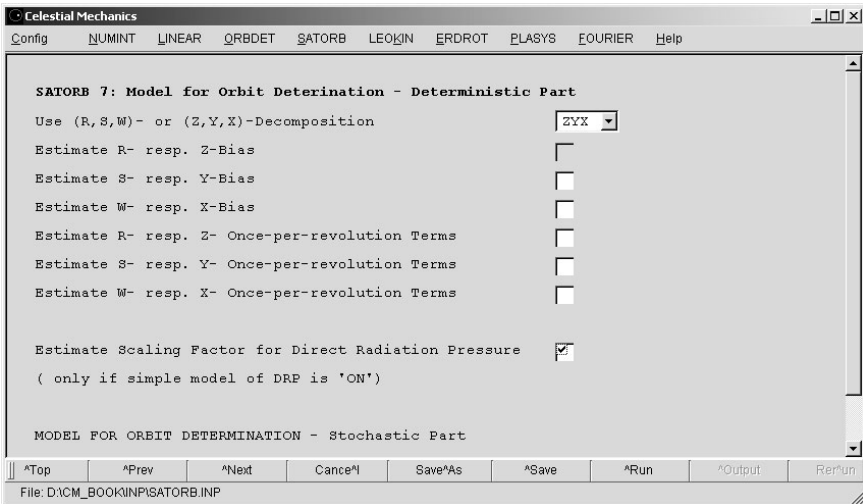 Celestial Mechanics
Config NUMINT LINEAR ORBDET SATORB LEOKIN ERDROT PLASYS FOURIER Help
SATORB 7: Model for Orbit Deterination - Deterministic Part
Use (R,S,W)- or (Z,Y,X)-Decomposition ZYX
Estimate R- resp. Z-Bias
Estimate S- resp. Y-Bias
Estimate W- resp. X-Bias
Estimate R- resp. Z- Once-per-revolution Terms
Estimate S- resp. Y- Once-per-revolution Terms
Estimate W- resp. X- Once-per-revolution Terms
Estimate Scaling Factor for Direct Radiation Pressure
( only if simple model of DRP is 'ON')
MODEL FOR ORBIT DETERMINATION - Stochastic Part
^Top ^Prev ^Next Cance^l Save^As ^Save ^Run ^Output Rer^un
File: D:\CM_BOOK\INP\SATORB.INP